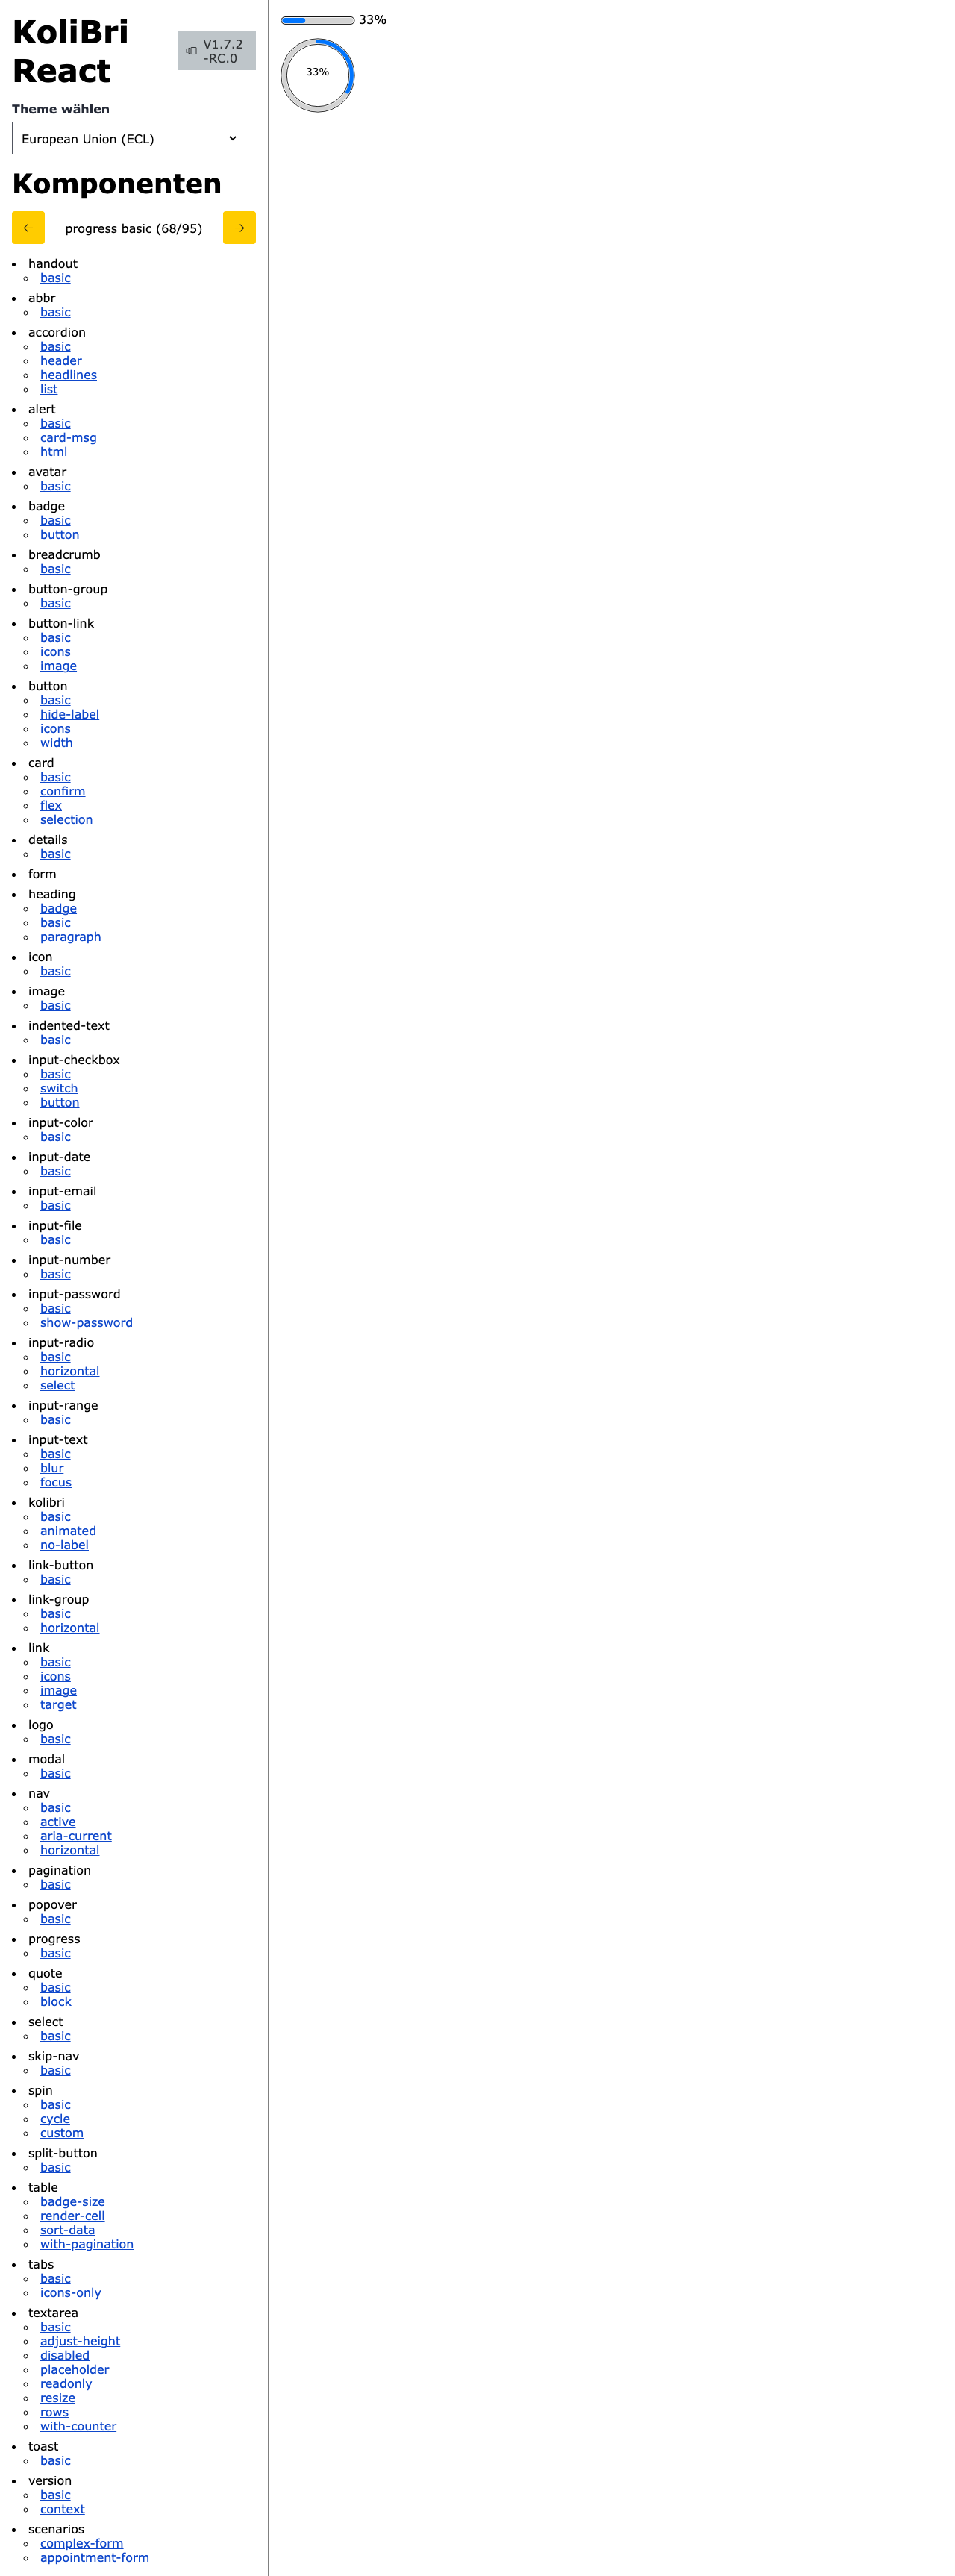 KoliBri
React
V1.7.2
-RC.0
Theme wählen
European Union (ECL)
Komponenten
progress basic (68/95)
handout
basic
abbr
basic
accordion
basic
header
headlines
list
alert
basic
card-msg
html
avatar
basic
badge
basic
button
breadcrumb
basic
button-group
basic
button-link
basic
icons
image
button
basic
hide-label
icons
width
card
basic
confirm
flex
selection
details
basic
form
heading
badge
basic
paragraph
icon
basic
image
basic
indented-text
basic
input-checkbox
basic
switch
button
input-color
basic
input-date
basic
input-email
basic
input-file
basic
input-number
basic
input-password
basic
show-password
input-radio
basic
horizontal
select
input-range
basic
input-text
basic
blur
focus
kolibri
basic
animated
no-label
link-button
basic
link-group
basic
horizontal
link
basic
icons
image
target
logo
basic
modal
basic
nav
basic
active
aria-current
horizontal
pagination
basic
popover
basic
progress
basic
quote
basic
block
select
basic
skip-nav
basic
spin
basic
cycle
custom
split-button
basic
table
badge-size
render-cell
sort-data
with-pagination
tabs
basic
icons-only
textarea
basic
adjust-height
disabled
placeholder
readonly
resize
rows
with-counter
toast
basic
version
basic
context
scenarios
complex-form
appointment-form
33%
33%